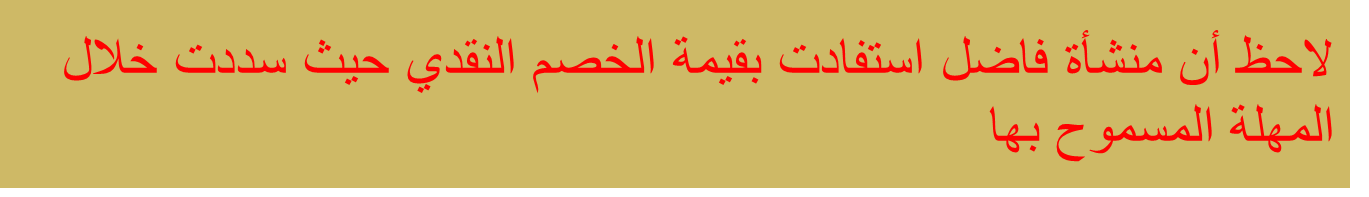 لاحظ أن منشأة فاضل استفادت بقيمة الخصم النقدي حيث سددت خلال
المهلة المسموح بها